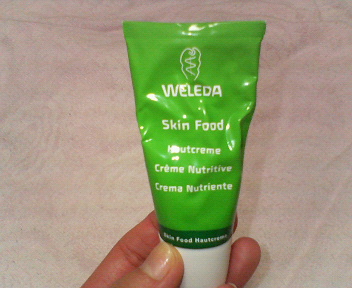 WELEDA
Skin Food
Hautcreme
Crème Nutritive
Crema Nutriente
Skin Food Hautcreme